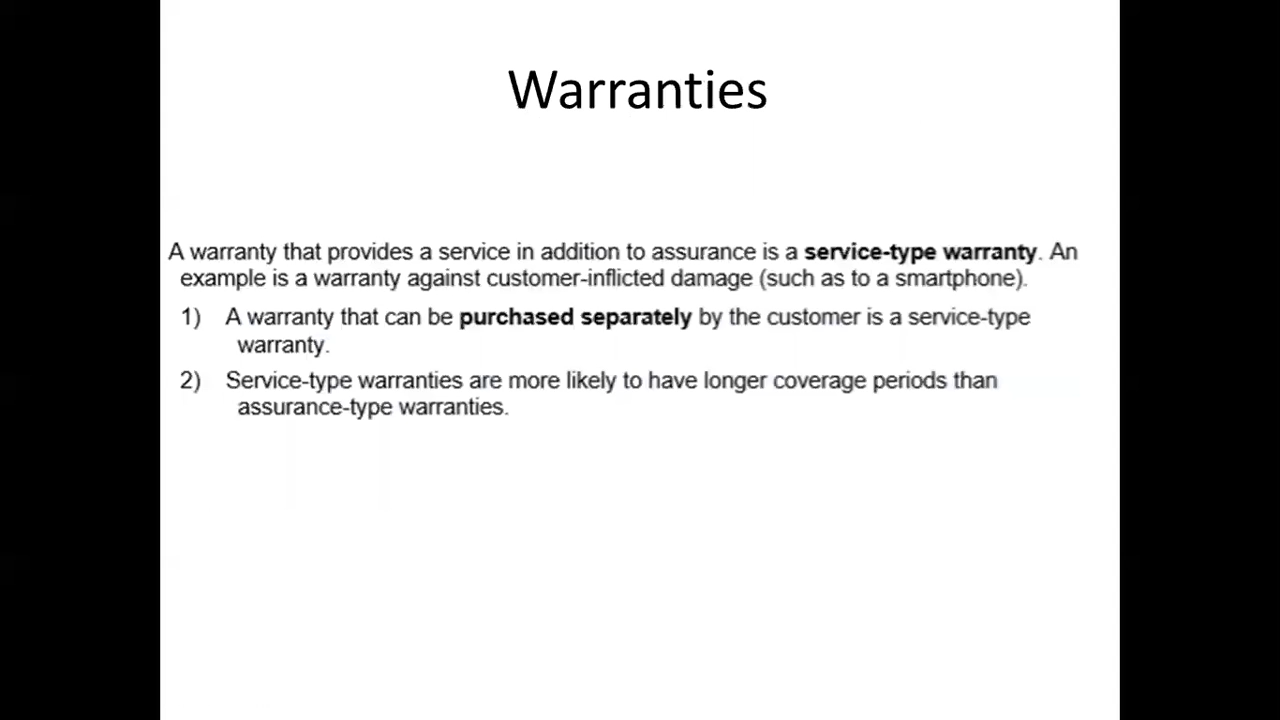 Warranties
A warranty that provides a service in addition to assurance is a service-type warranty. An
example is a warranty against customer-inflicted damage (such as to a smartphone).
1) A warranty that can be purchased separately by the customer is a service-type
warranty.
2) Service-type warranties are more likely to have longer coverage periods than
assurance-type warranties.